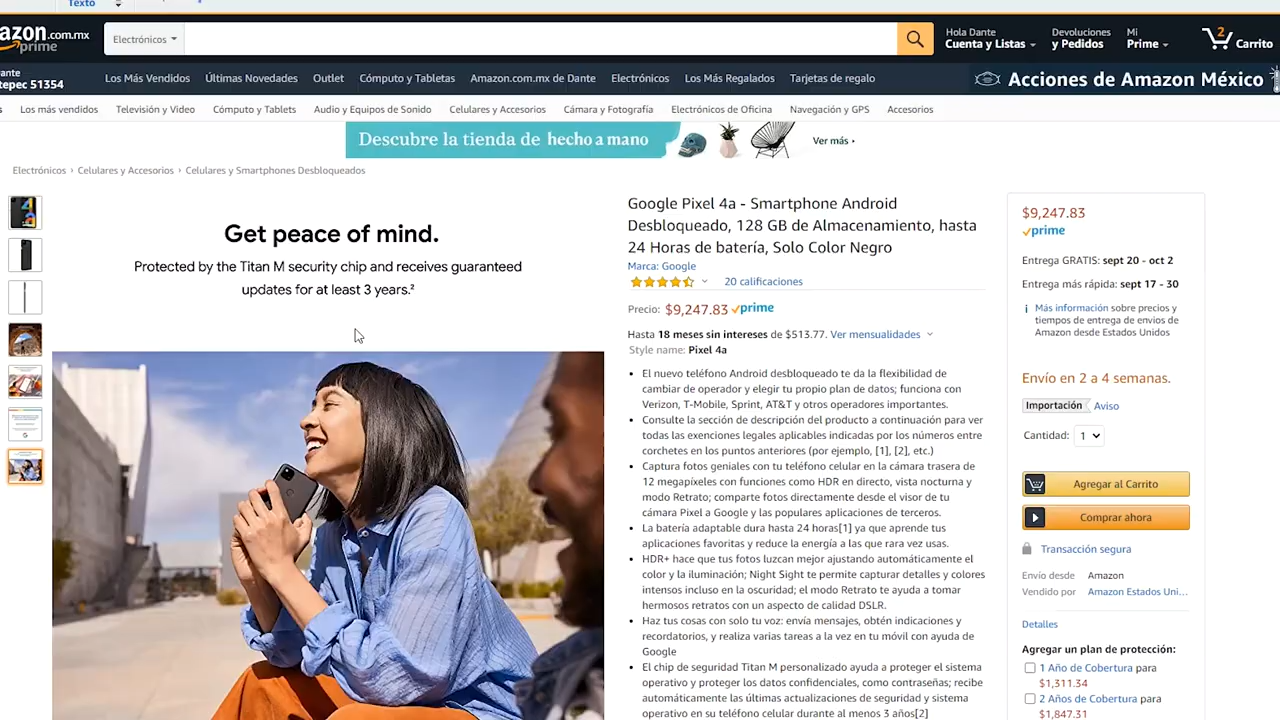 Texto
azon.com.mx
prime
Electrónicos
Hola Dante
Cuenta y Listas
Devoluciones
y Pedidos
Mi
Prime
2
Carrito
51354
Los Más Vendidos
Últimas Novedades
Outlet
Cómputo y Tabletas
Amazon.com.mx de Dante
Electrónicos
Los Más Regalados
Tarjetas de regalo
Acciones de Amazon México
Los más vendidos
Televisión y Video
Cómputo y Tablets
Audio y Equipos de Sonido
Celulares y Accesorios
Cámara y Fotografía
Electrónicos de Oficina
Navegación y GPS
Accesorios
Descubre la tienda de hecho a mano
Ver más ›
Electrónicos › Celulares y Accesorios › Celulares y Smartphones Desbloqueados
Get peace of mind.
Protected by the Titan M security chip and receives guaranteed
updates for at least 3 years.²
Google Pixel 4a - Smartphone Android
Desbloqueado, 128 GB de Almacenamiento, hasta
24 Horas de batería, Solo Color Negro
Marca: Google
20 calificaciones
Precio: $9,247.83 prime
Hasta 18 meses sin intereses de $513.77. Ver mensualidades
Style name: Pixel 4a
• El nuevo teléfono Android desbloqueado te da la flexibilidad de
cambiar de operador y elegir tu propio plan de datos; funciona con
Verizon, T-Mobile, Sprint, AT&T y otros operadores importantes.
• Consulte la sección de descripción del producto a continuación para ver
todas las exenciones legales aplicables indicadas por los números entre
corchetes en los puntos anteriores (por ejemplo, [1], [2], etc.)
• Captura fotos geniales con tu teléfono celular en la cámara trasera de
12 megapíxeles con funciones como HDR en directo, vista nocturna y
modo Retrato; comparte fotos directamente desde el visor de tu
cámara Pixel a Google y las populares aplicaciones de terceros.
• La batería adaptable dura hasta 24 horas[1] ya que aprende tus
aplicaciones favoritas y reduce la energía a las que rara vez usas.
• HDR+ hace que tus fotos luzcan mejor ajustando automáticamente el
color y la iluminación; Night Sight te permite capturar detalles y colores
intensos incluso en la oscuridad; el modo Retrato te ayuda a tomar
hermosos retratos con un aspecto de calidad DSLR.
• Haz tus cosas con solo tu voz: envía mensajes, obtén indicaciones y
recordatorios, y realiza varias tareas a la vez en tu móvil con ayuda de
Google
• El chip de seguridad Titan M personalizado ayuda a proteger el sistema
operativo y proteger los datos confidenciales, como contraseñas; recibe
automáticamente las últimas actualizaciones de seguridad y sistema
operativo en su teléfono celular durante al menos 3 años[2]
$9,247.83
prime
Entrega GRATIS: sept 20 - oct 2
Entrega más rápida: sept 17 - 30
Más información sobre precios y
tiempos de entrega de envios de
Amazon desde Estados Unidos
Envío en 2 a 4 semanas.
Importación Aviso
Cantidad: 1
Agregar al Carrito
Comprar ahora
Transacción segura
Envío desde Amazon
Vendido por Amazon Estados Uni...
Detalles
Agregar un plan de protección:
1 Año de Cobertura para
$1,311.34
2 Años de Cobertura para
$1,847.31